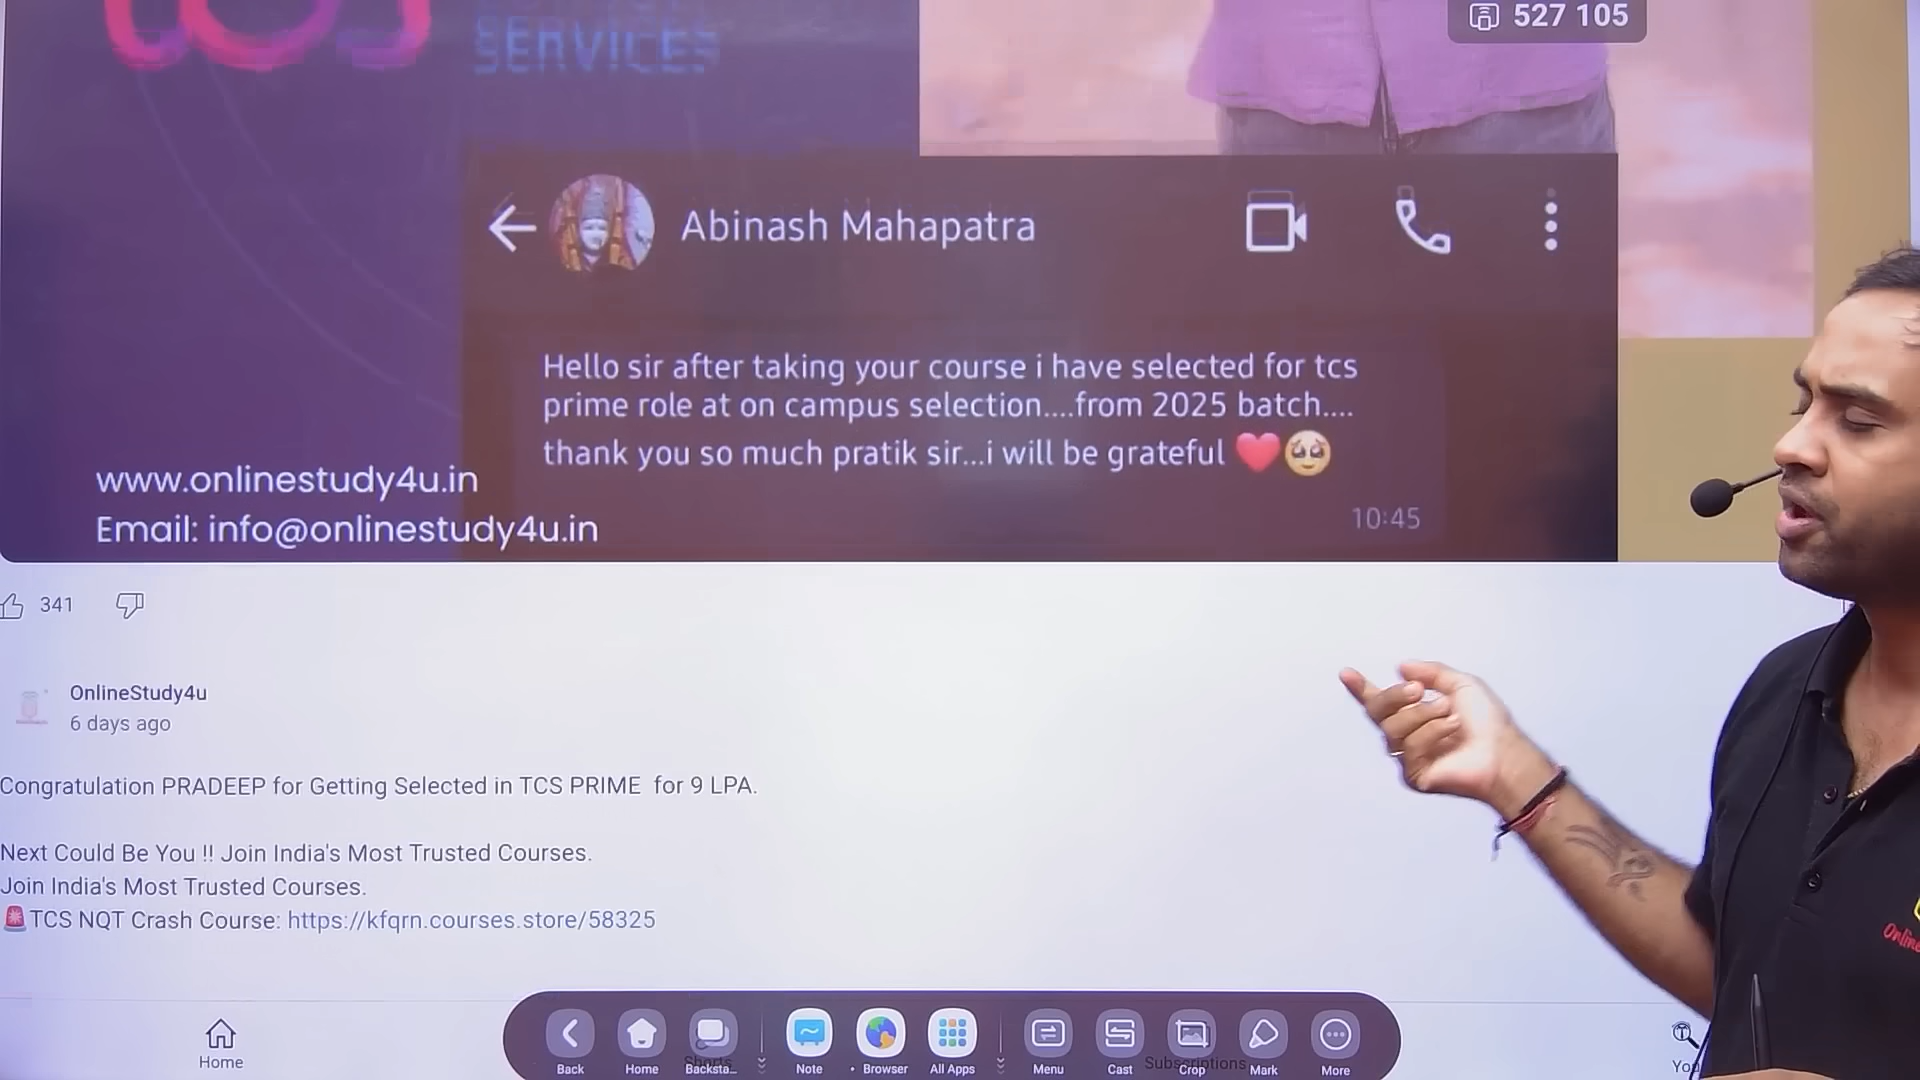 SERVICES
527 105
Abinash Mahapatra
Hello sir after taking your course i have selected for tcs
prime role at on campus selection....from 2025 batch....
thank you so much pratik sir...i will be grateful ❤️🥹
10:45
www.onlinestudy4u.in
Email: info@onlinestudy4u.in
341
OnlineStudy4u
6 days ago
Congratulation PRADEEP for Getting Selected in TCS PRIME for 9 LPA.
Next Could Be You !! Join India's Most Trusted Courses.
Join India's Most Trusted Courses.
🚨TCS NQT Crash Course: https://kfqrn.courses.store/58325
Online
Home
Shorts
Subscriptions
You
Back
Home
Backsta...
Note
Browser
All Apps
Menu
Cast
Crop
Mark
More